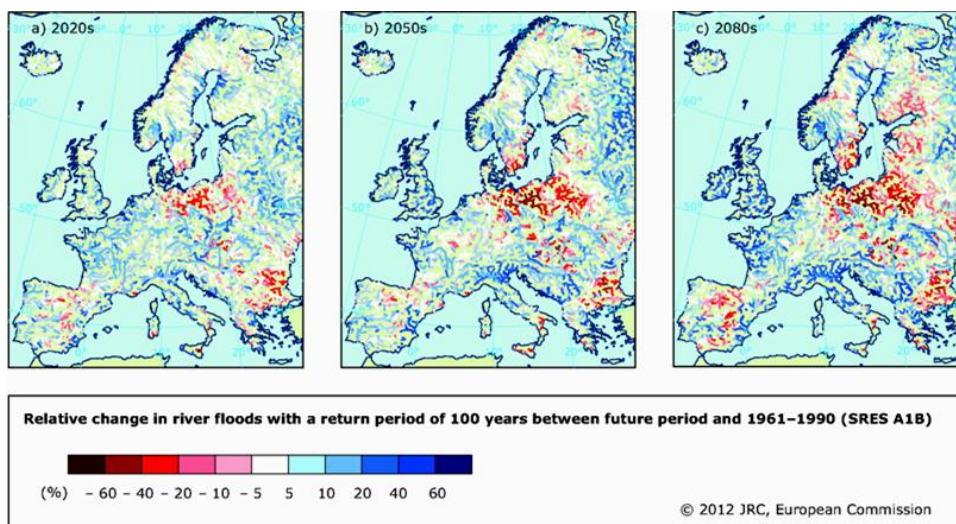 a) 2020s
b) 2050s
c) 2080s
Relative change in river floods with a return period of 100 years between future period and 1961–1990 (SRES A1B)
(%) – 60 – 40 – 20 – 10 – 5 5 10 20 40 60
© 2012 JRC, European Commission